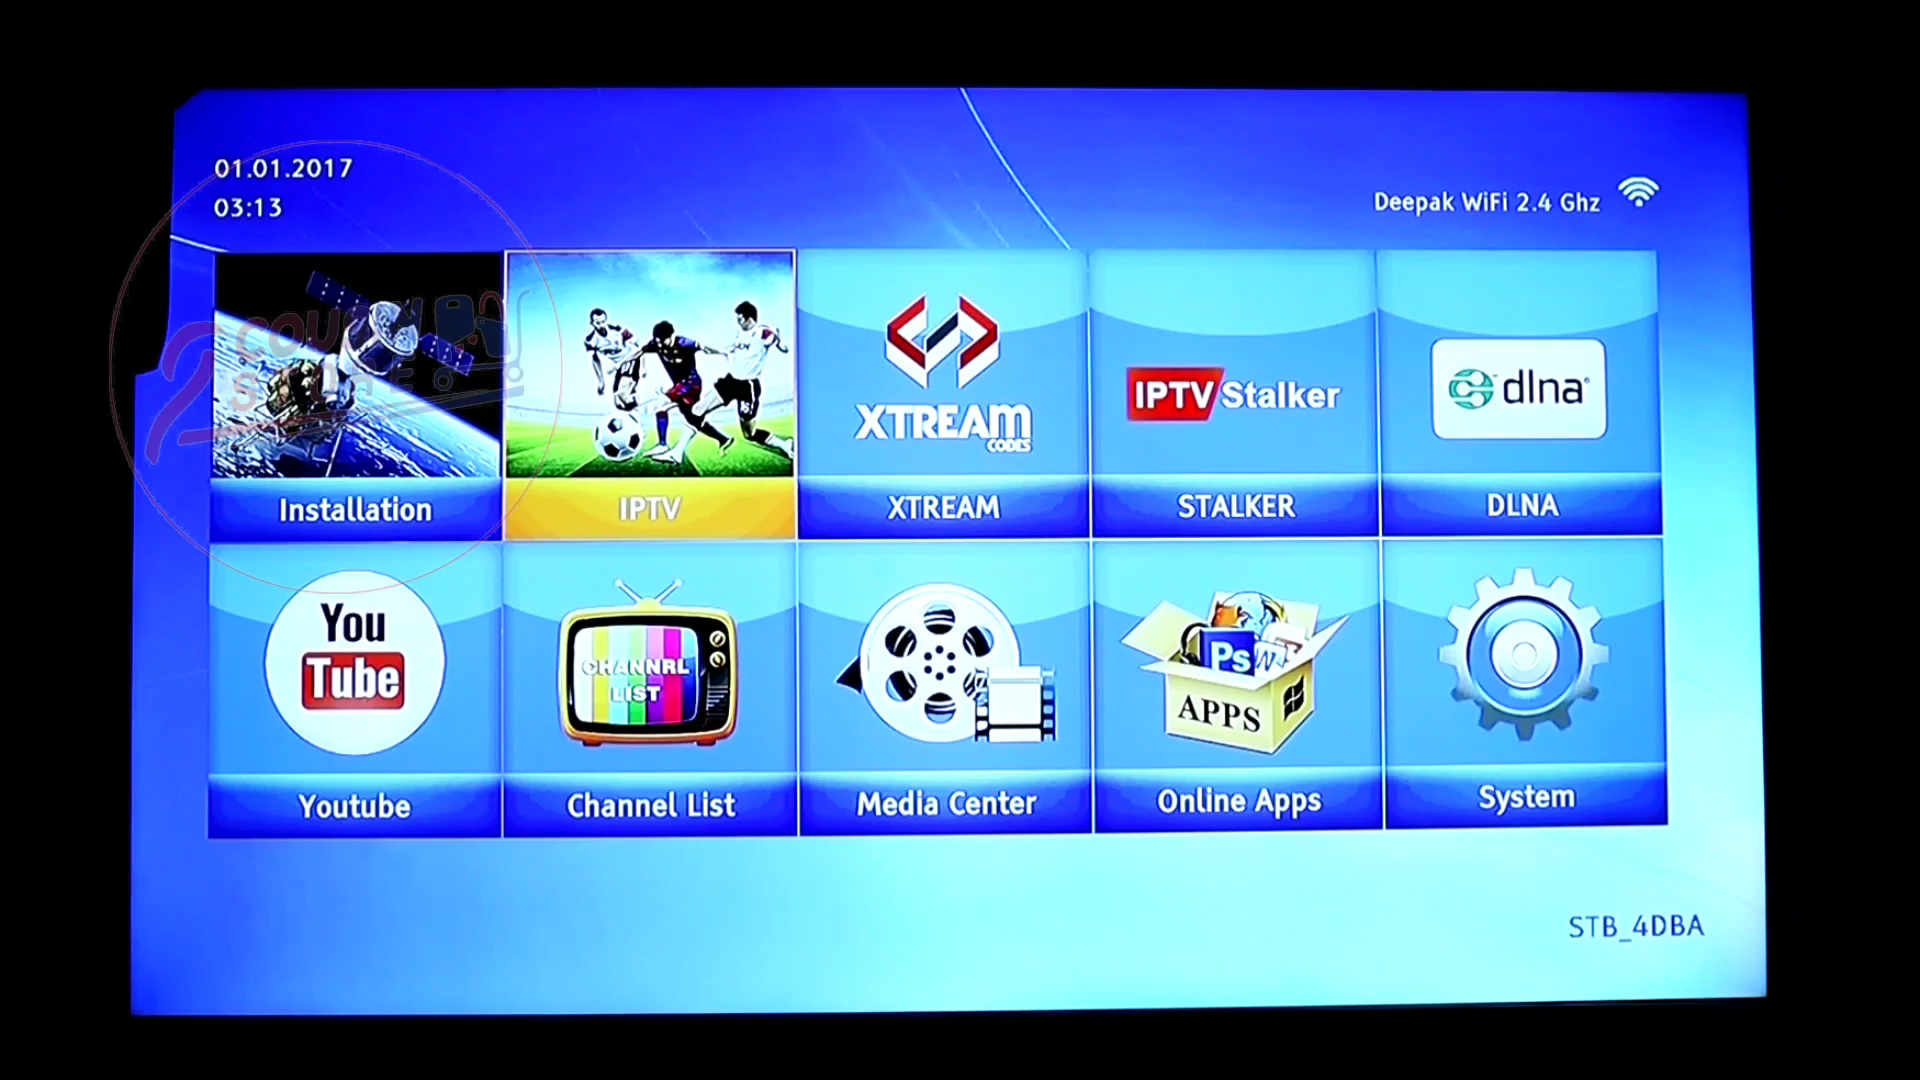 01.01.2017
03:13
Deepak WiFi 2.4 Ghz
XTREAM
CODES
IPTV Stalker
dlna
Installation
IPTV
XTREAM
STALKER
DLNA
You
Tube
CHANNRL
LIST
Ps
W
APPS
Youtube
Channel List
Media Center
Online Apps
System
STB_4DBA